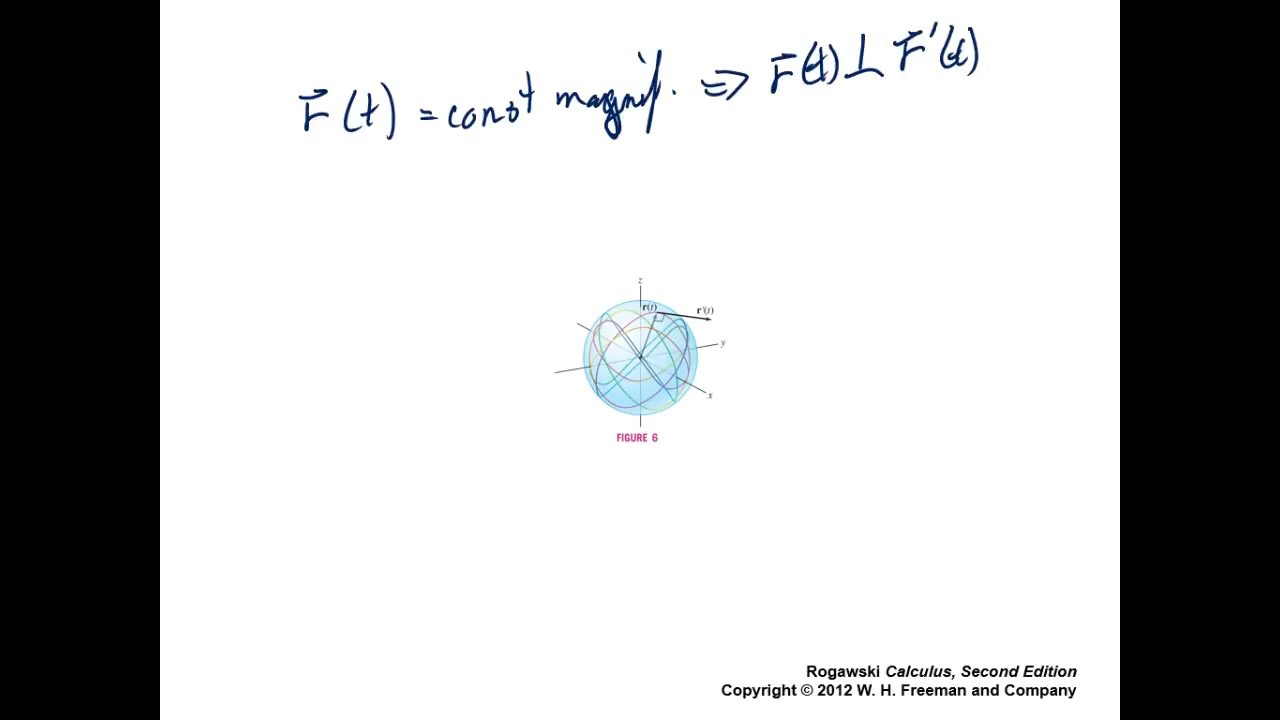 r⃗(t) = const magnit. ⇒ r⃗(t) ⊥ r⃗'(t)
z
r(t)
r'(t)
y
x
FIGURE 6
Rogawski Calculus, Second Edition
Copyright © 2012 W. H. Freeman and Company